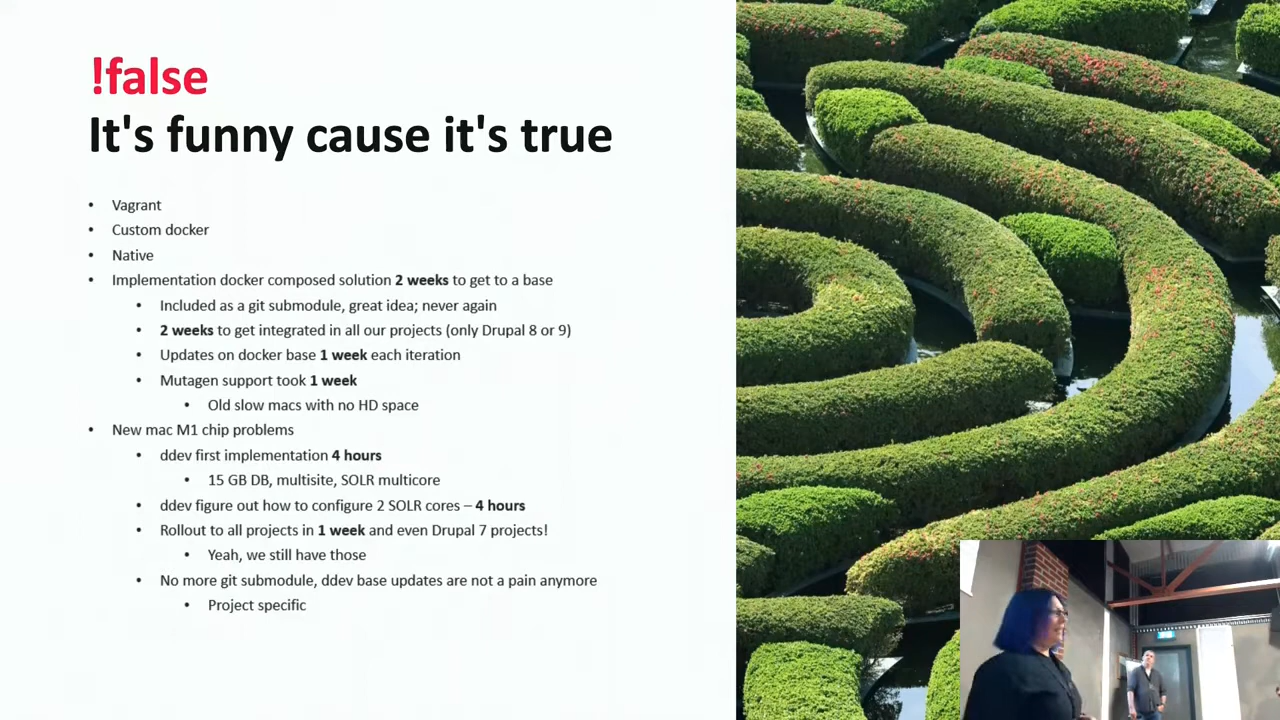 !false
It's funny cause it's true
• Vagrant
• Custom docker
• Native
• Implementation docker composed solution 2 weeks to get to a base
• Included as a git submodule, great idea; never again
• 2 weeks to get integrated in all our projects (only Drupal 8 or 9)
• Updates on docker base 1 week each iteration
• Mutagen support took 1 week
• Old slow macs with no HD space
• New mac M1 chip problems
• ddev first implementation 4 hours
• 15 GB DB, multisite, SOLR multicore
• ddev figure out how to configure 2 SOLR cores – 4 hours
• Rollout to all projects in 1 week and even Drupal 7 projects!
• Yeah, we still have those
• No more git submodule, ddev base updates are not a pain anymore
• Project specific